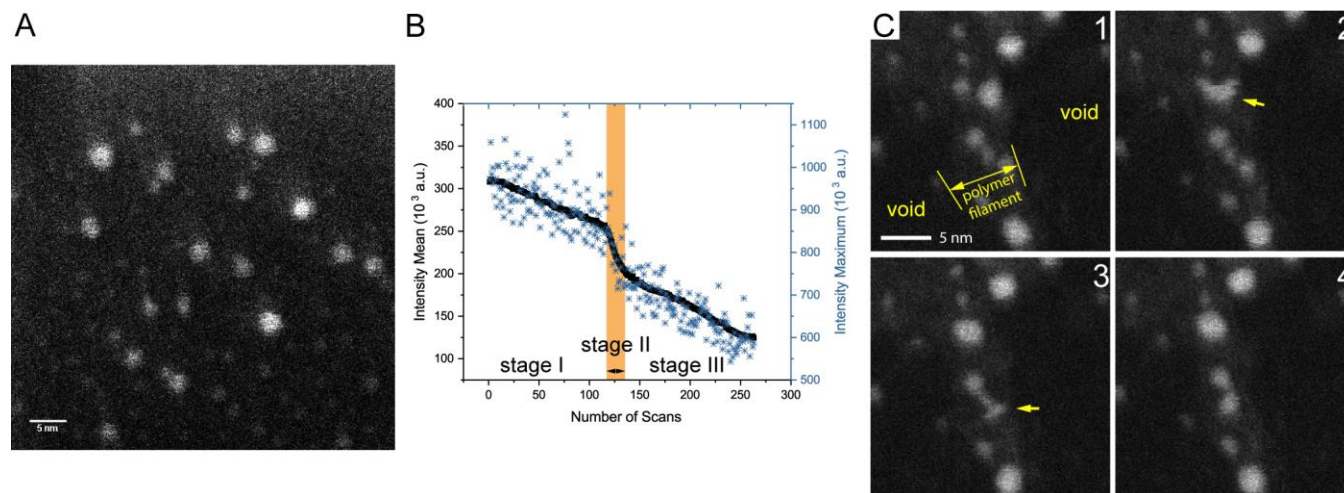 A
5 nm
B
Intensity Mean (10³ a.u.)
400
350
300
250
200
150
100
1100
1000
900
800
700
600
500
Intensity Maximum (10³ a.u.)
stage I
stage II
stage III
0
50
100
150
200
250
300
Number of Scans
C
1
void
void
polymer
filament
5 nm
2
3
4